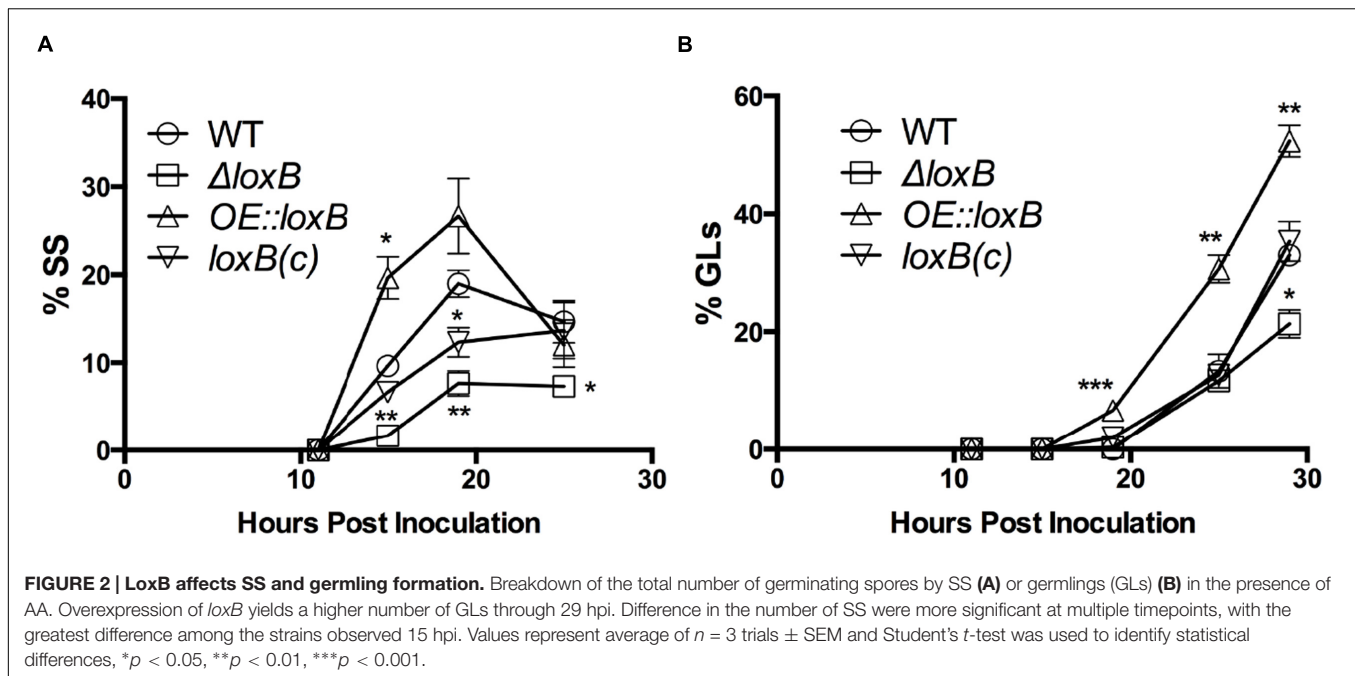 A
B
40
30
20
10
0
% SS
WT
ΔloxB
OE::loxB
loxB(c)
*
*
**
**
*
0
10
20
30
Hours Post Inoculation
60
40
20
0
% GLs
WT
ΔloxB
OE::loxB
loxB(c)
***
**
**
*
0
10
20
30
Hours Post Inoculation
FIGURE 2 | LoxB affects SS and germling formation. Breakdown of the total number of germinating spores by SS (A) or germlings (GLs) (B) in the presence of
AA. Overexpression of loxB yields a higher number of GLs through 29 hpi. Difference in the number of SS were more significant at multiple timepoints, with the
greatest difference among the strains observed 15 hpi. Values represent average of n = 3 trials ± SEM and Student's t-test was used to identify statistical
differences, *p < 0.05, **p < 0.01, ***p < 0.001.